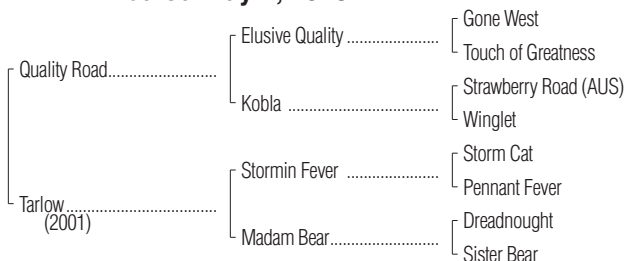 Gone West
Elusive Quality ....................
Touch of Greatness
Quality Road............................
Strawberry Road (AUS)
Kobla ......................................
Winglet
Storm Cat
Stormin Fever .......................
Pennant Fever
Tarlow......................................
(2001)
Dreadnought
Madam Bear...........................
Sister Bear